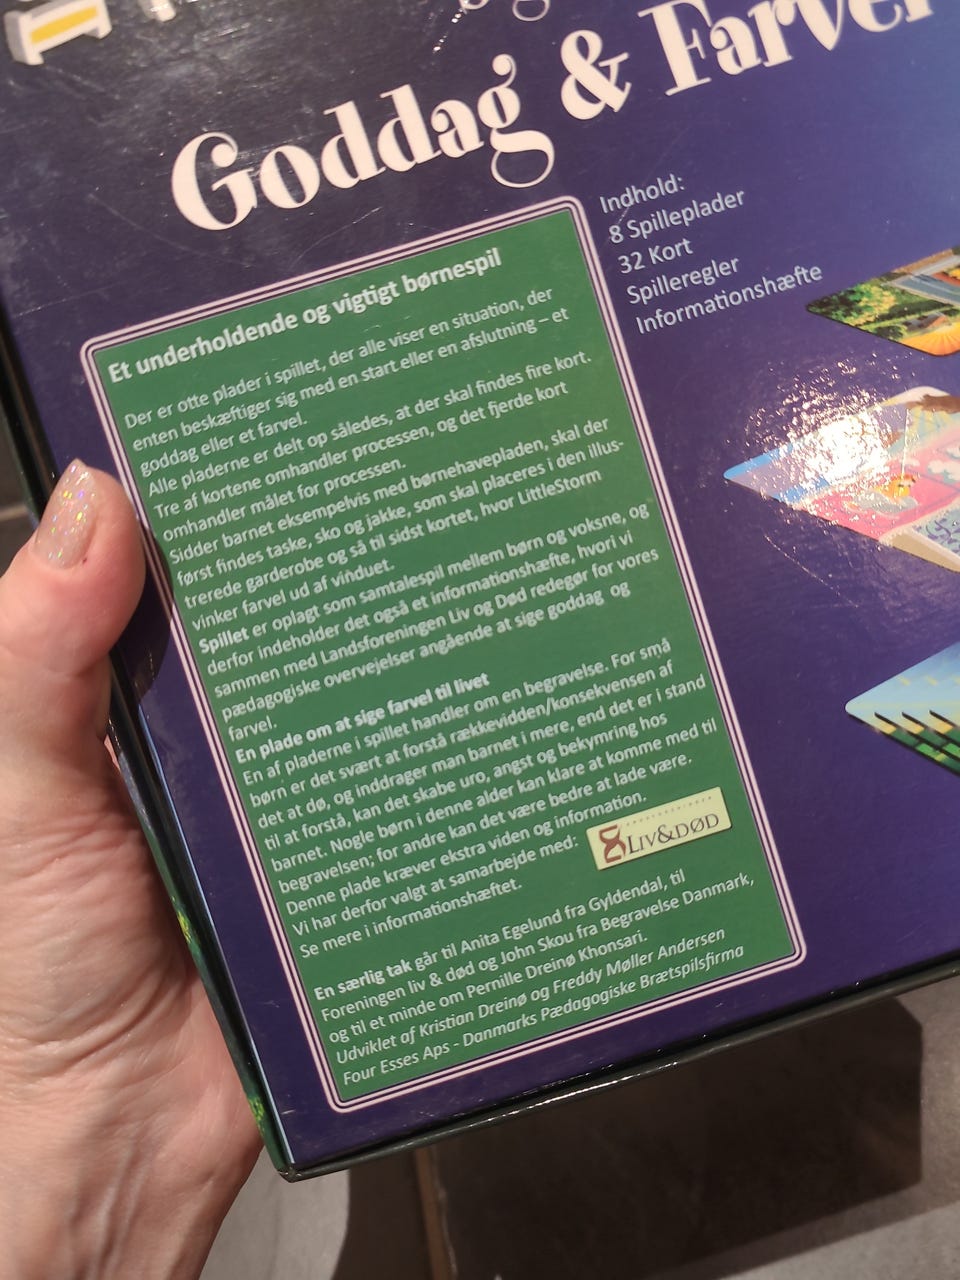 Goddag & Farvel
Indhold:
8 Spilleplader
32 Kort
Spilleregler
Informationshæfte
Et underholdende og vigtigt børnespil
Der er otte plader i spillet, der alle viser en situation, der
enten beskæftiger sig med en start eller en afslutning – et
goddag eller et farvel.
Alle pladerne er delt op således, at der skal findes fire kort.
Tre af kortene omhandler processen, og det fjerde kort
omhandler målet for processen.
Sidder barnet eksempelvis med børnehavepladen, skal der
først findes taske, sko og jakke, som skal placeres i den illus-
trerede garderobe og så til sidst kortet, hvor LittleStorm
vinker farvel ud af vinduet.
Spillet er oplagt som samtalespil mellem børn og voksne, og
derfor indeholder det også et informationshæfte, hvori vi
sammen med Landsforeningen Liv og Død redegør for vores
pædagogiske overvejelser angående at sige goddag og
farvel.
En plade om at sige farvel til livet
En af pladerne i spillet handler om en begravelse. For små
børn er det svært at forstå rækkevidden/konsekvensen af
det at dø, og inddrager man barnet i mere, end det er i stand
til at forstå, kan det skabe uro, angst og bekymring hos
barnet. Nogle børn i denne alder kan klare at komme med til
begravelsen; for andre kan det være bedre at lade være.
Denne plade kræver ekstra viden og information.
Vi har derfor valgt at samarbejde med:
LIV&DØD
Se mere i informationshæftet.
En særlig tak går til Anita Egelund fra Gyldendal, til
Foreningen liv & død og John Skou fra Begravelse Danmark,
og til et minde om Pernille Dreinø Khonsari.
Udviklet af Kristian Dreinø og Freddy Møller Andersen
Four Esses Aps - Danmarks Pædagogiske Brætspilsfirma